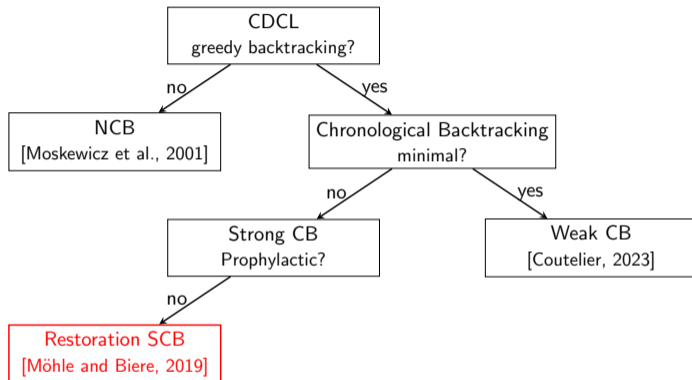 CDCL
greedy backtracking?
no
yes
NCB
[Moskewicz et al., 2001]
Chronological Backtracking
minimal?
no
yes
Strong CB
Prophylactic?
Weak CB
[Coutelier, 2023]
no
Restoration SCB
[Möhle and Biere, 2019]